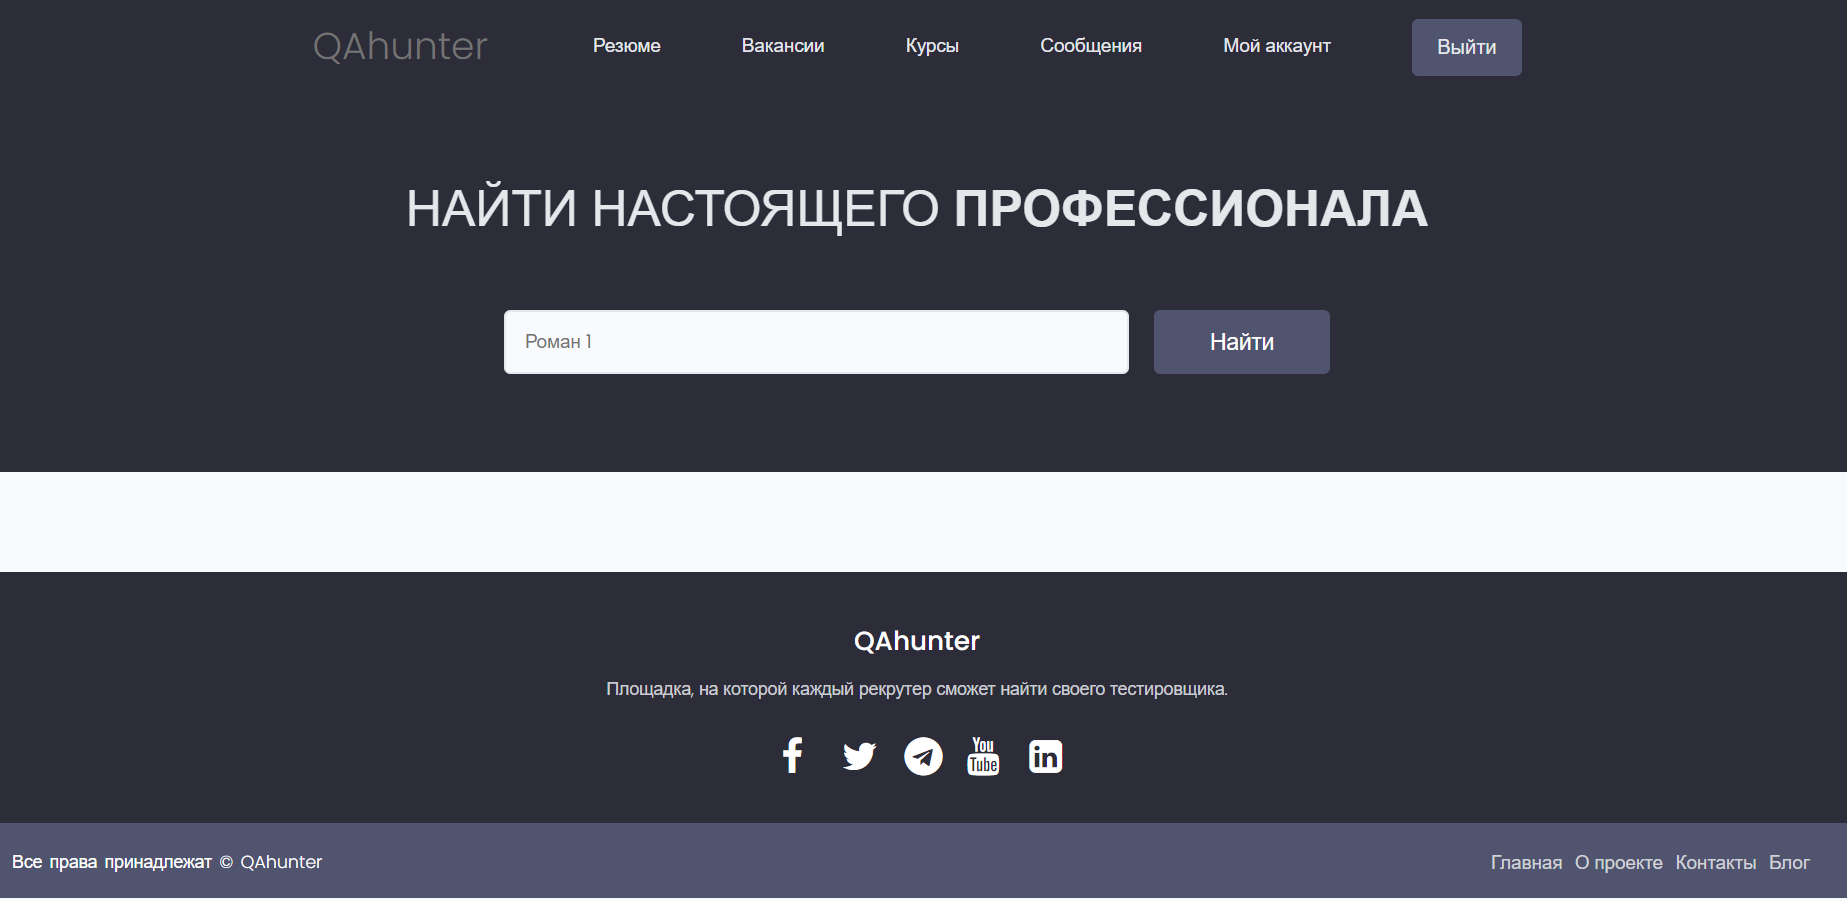 QAhunter Резюме Вакансии Курсы Сообщения Мой аккаунт Выйти
НАЙТИ НАСТОЯЩЕГО ПРОФЕССИОНАЛА
Роман 1 Найти
QAhunter
Площадка, на которой каждый рекрутер сможет найти своего тестировщика.
You Tube in
Все права принадлежат © QAhunter Главная О проекте Контакты Блог